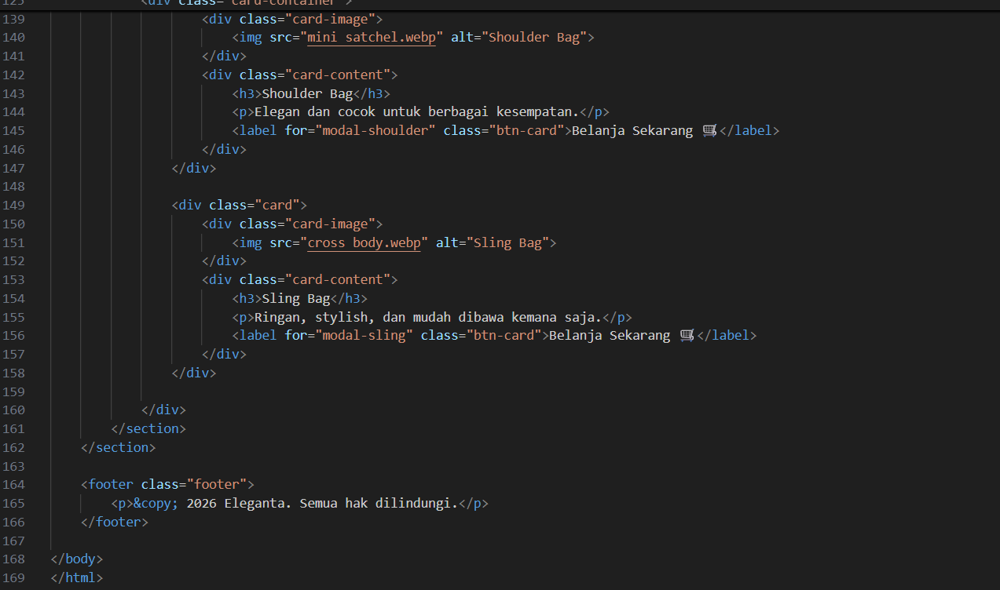 125 <div class="card-container">
139 <div class="card-image">
140 <img src="mini satchel.webp" alt="Shoulder Bag">
141 </div>
142 <div class="card-content">
143 <h3>Shoulder Bag</h3>
144 <p>Elegan dan cocok untuk berbagai kesempatan.</p>
145 <label for="modal-shoulder" class="btn-card">Belanja Sekarang 🛒</label>
146 </div>
147 </div>
148
149 <div class="card">
150 <div class="card-image">
151 <img src="cross body.webp" alt="Sling Bag">
152 </div>
153 <div class="card-content">
154 <h3>Sling Bag</h3>
155 <p>Ringan, stylish, dan mudah dibawa kemana saja.</p>
156 <label for="modal-sling" class="btn-card">Belanja Sekarang 🛒</label>
157 </div>
158 </div>
159
160 </div>
161 </section>
162 </section>
163
164 <footer class="footer">
165 <p>&copy; 2026 Eleganta. Semua hak dilindungi.</p>
166 </footer>
167
168 </body>
169 </html>